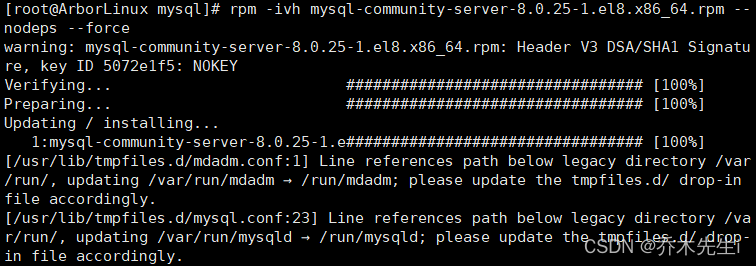 [root@ArborLinux mysql]# rpm -ivh mysql-community-server-8.0.25-1.el8.x86_64.rpm --
nodeps --force
warning: mysql-community-server-8.0.25-1.el8.x86_64.rpm: Header V3 DSA/SHA1 Signatu
re, key ID 5072e1f5: NOKEY
Verifying...                          ################################# [100%]
Preparing...                          ################################# [100%]
Updating / installing...
   1:mysql-community-server-8.0.25-1.e################################# [100%]
[/usr/lib/tmpfiles.d/mdadm.conf:1] Line references path below legacy directory /var
/run/, updating /var/run/mdadm → /run/mdadm; please update the tmpfiles.d/ drop-in
file accordingly.
[/usr/lib/tmpfiles.d/mysql.conf:23] Line references path below legacy directory /va
r/run/, updating /var/run/mysqld → /run/mysqld; please update the tmpfiles.d/ drop-
in file accordingly.
CSDN @乔木先生i